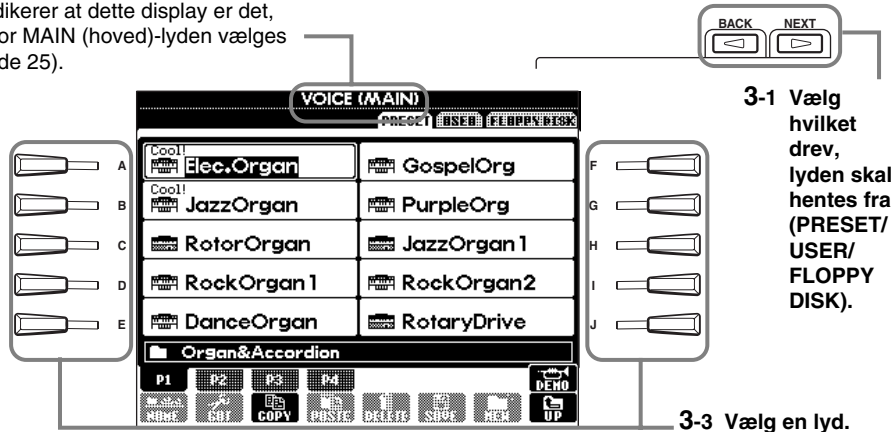 dikerer at dette display er det,
or MAIN (hoved)-lyden vælges
de 25).
BACK NEXT
3-1 Vælg
hvilket
drev,
lyden skal
hentes fra
(PRESET/
USER/
FLOPPY
DISK).
VOICE (MAIN)
PRESET USER FLOPPY DISK
A Cool! Elec.Organ GospelOrg F
B Cool! JazzOrgan PurpleOrg G
C RotorOrgan JazzOrgan1 H
D RockOrgan1 RockOrgan2 I
E DanceOrgan RotaryDrive J
Organ&Accordion
P1 P2 P3 P4 DEMO
NAME CUT COPY PASTE DELETE SAVE NEW UP
3-3 Vælg en lyd.